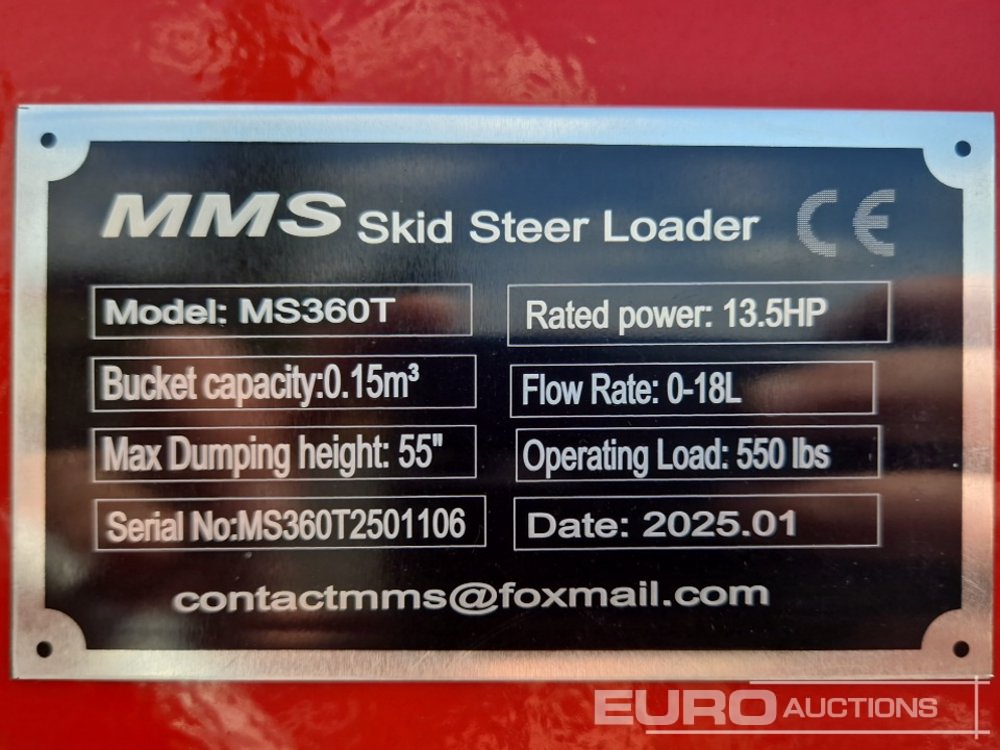 MMS Skid Steer Loader CE
Model: MS360T
Rated power: 13.5HP
Bucket capacity:0.15m³
Flow Rate: 0-18L
Max Dumping height: 55"
Operating Load: 550 lbs
Serial No:MS360T2501106
Date: 2025.01
contactmms@foxmail.com
EURO AUCTIONS